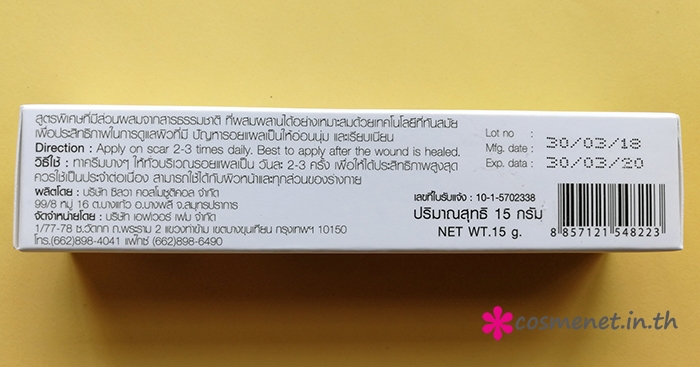 สูตรพิเศษที่มีส่วนผสมจากสารธรรมชาติ ที่ผสมผสานได้อย่างเหมาะสมด้วยเทคโนโลยีที่ทันสมัย
เพื่อประสิทธิภาพในการดูแลผิวที่มี ปัญหารอยแผลเป็นให้อ่อนนุ่ม และเรียบเนียน
Direction : Apply on scar 2-3 times daily. Best to apply after the wound is healed.
วิธีใช้ : ทาครีมบางๆ ให้ทั่วบริเวณรอยแผลเป็น วันละ 2-3 ครั้ง เพื่อให้ได้ประสิทธิภาพสูงสุด
ควรใช้เป็นประจำต่อเนื่อง สามารถใช้ได้กับผิวหน้าและทุกส่วนของร่างกาย
ผลิตโดย : บริษัท ชีลวา คอสโมซูติคอล จำกัด
99/8 หมู่ 16 ต.บางแก้ว อ.บางพลี จ.สมุทรปราการ
จัดจำหน่ายโดย : บริษัท เอฟเวอร์ เฟม จำกัด
1/77-78 ซ.วัดกก ถ.พระราม 2 แขวงท่าข้าม เขตบางขุนเทียน กรุงเทพฯ 10150
โทร.(662)898-4041 แฟ็กซ์ (662)898-6490
Lot no :
Mfg. date : 30/03/18
Exp. date : 30/03/20
เลขที่ใบรับแจ้ง : 10-1-5702338
ปริมาณสุทธิ 15 กรัม
NET WT.15 g.
8 857121 548223
cosmenet.in.th